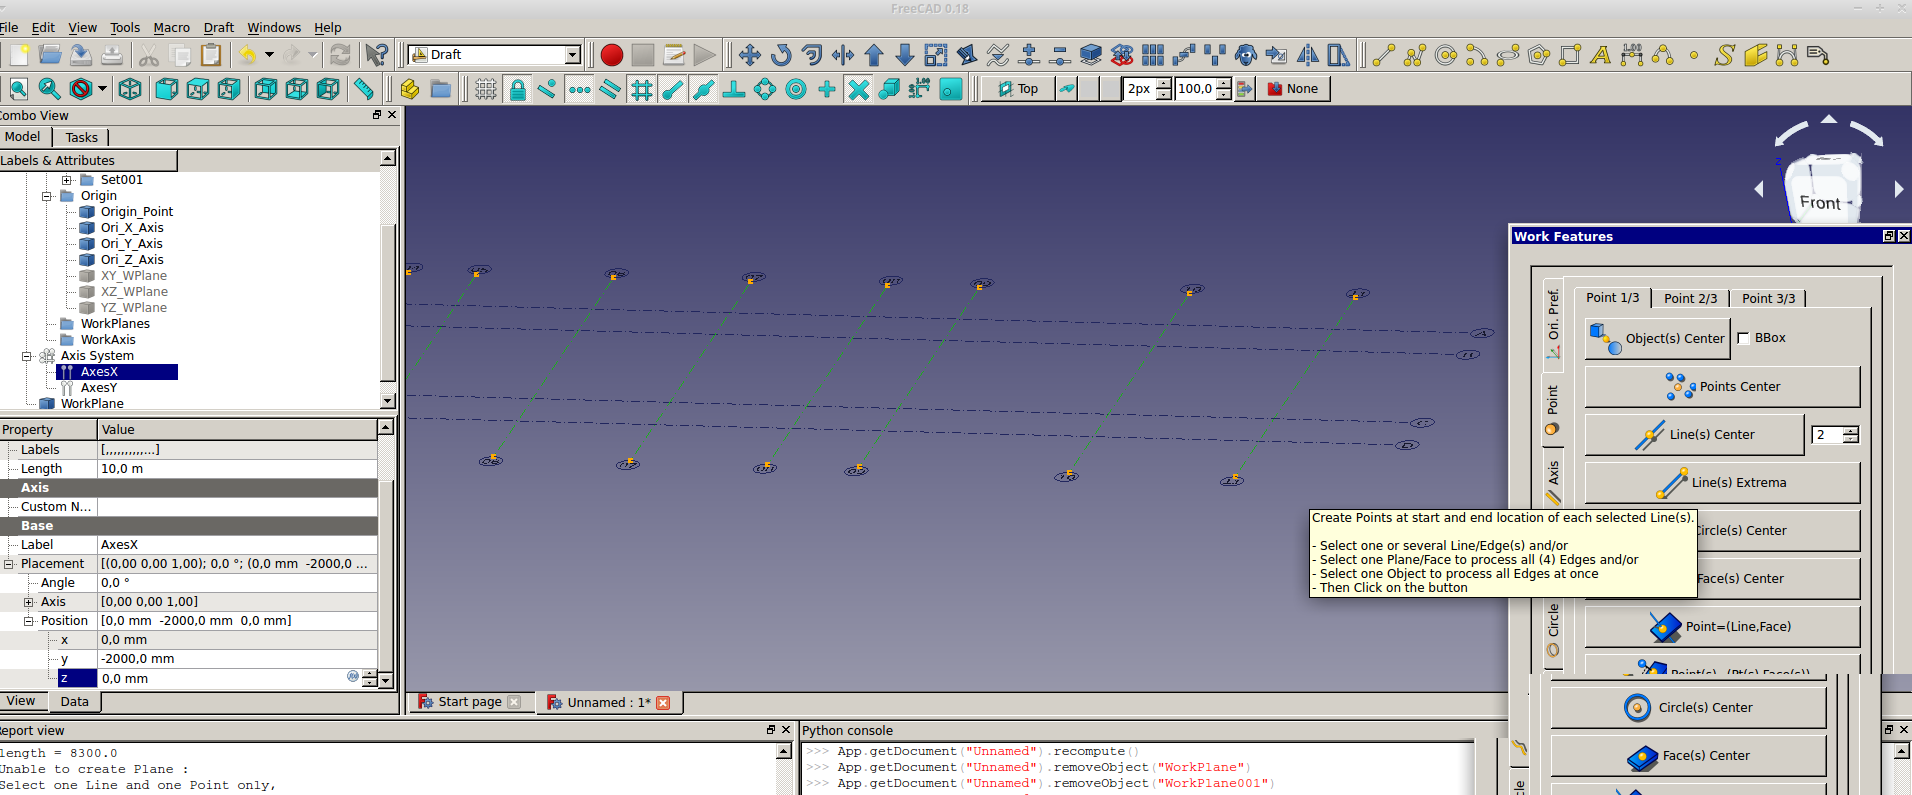 FreeCAD 0.18
File Edit View Tools Macro Draft Windows Help
Draft
Top
2px
100,0
None
Combo View
Model
Tasks
Labels & Attributes
Set001
Origin
Origin_Point
Ori_X_Axis
Ori_Y_Axis
Ori_Z_Axis
XY_WPlane
XZ_WPlane
YZ_WPlane
WorkPlanes
WorkAxis
Axis System
AxesX
AxesY
WorkPlane
Property Value
Labels [,,,,,,,,,,...]
Length 10,0 m
Axis
Custom N...
Base
Label AxesX
Placement [(0,00 0,00 1,00); 0,0 °; (0,0 mm -2000,0 ...
Angle 0,0 °
Axis [0,00 0,00 1,00]
Position [0,0 mm -2000,0 mm 0,0 mm]
x 0,0 mm
y -2000,0 mm
z 0,0 mm
View Data
Report view
length = 8300.0
Unable to create Plane :
Select one Line and one Point only,
A
C
D
Z
Front
Start page
Unnamed : 1*
Python console
>>> App.getDocument("Unnamed").recompute()
>>> App.getDocument("Unnamed").removeObject("WorkPlane")
>>> App.getDocument("Unnamed").removeObject("WorkPlane001")
Work Features
Ori. Pref.
Point
Axis
Circle
Point 1/3 Point 2/3 Point 3/3
Object(s) Center
BBox
Points Center
Line(s) Center
2
Line(s) Extrema
Circle(s) Center
Face(s) Center
Point=(Line,Face)
Create Points at start and end location of each selected Line(s).
- Select one or several Line/Edge(s) and/or
- Select one Plane/Face to process all (4) Edges and/or
- Select one Object to process all Edges at once
- Then Click on the button
Circle(s) Center
Face(s) Center